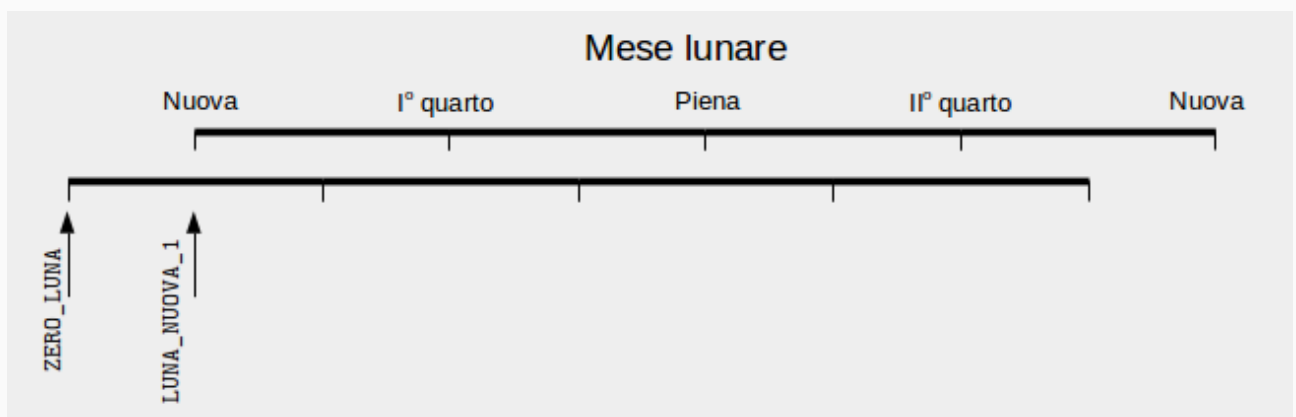 Mese lunare
Nuova I° quarto Piena II° quarto Nuova
ZERO_LUNA
LUNA_NUOVA_1